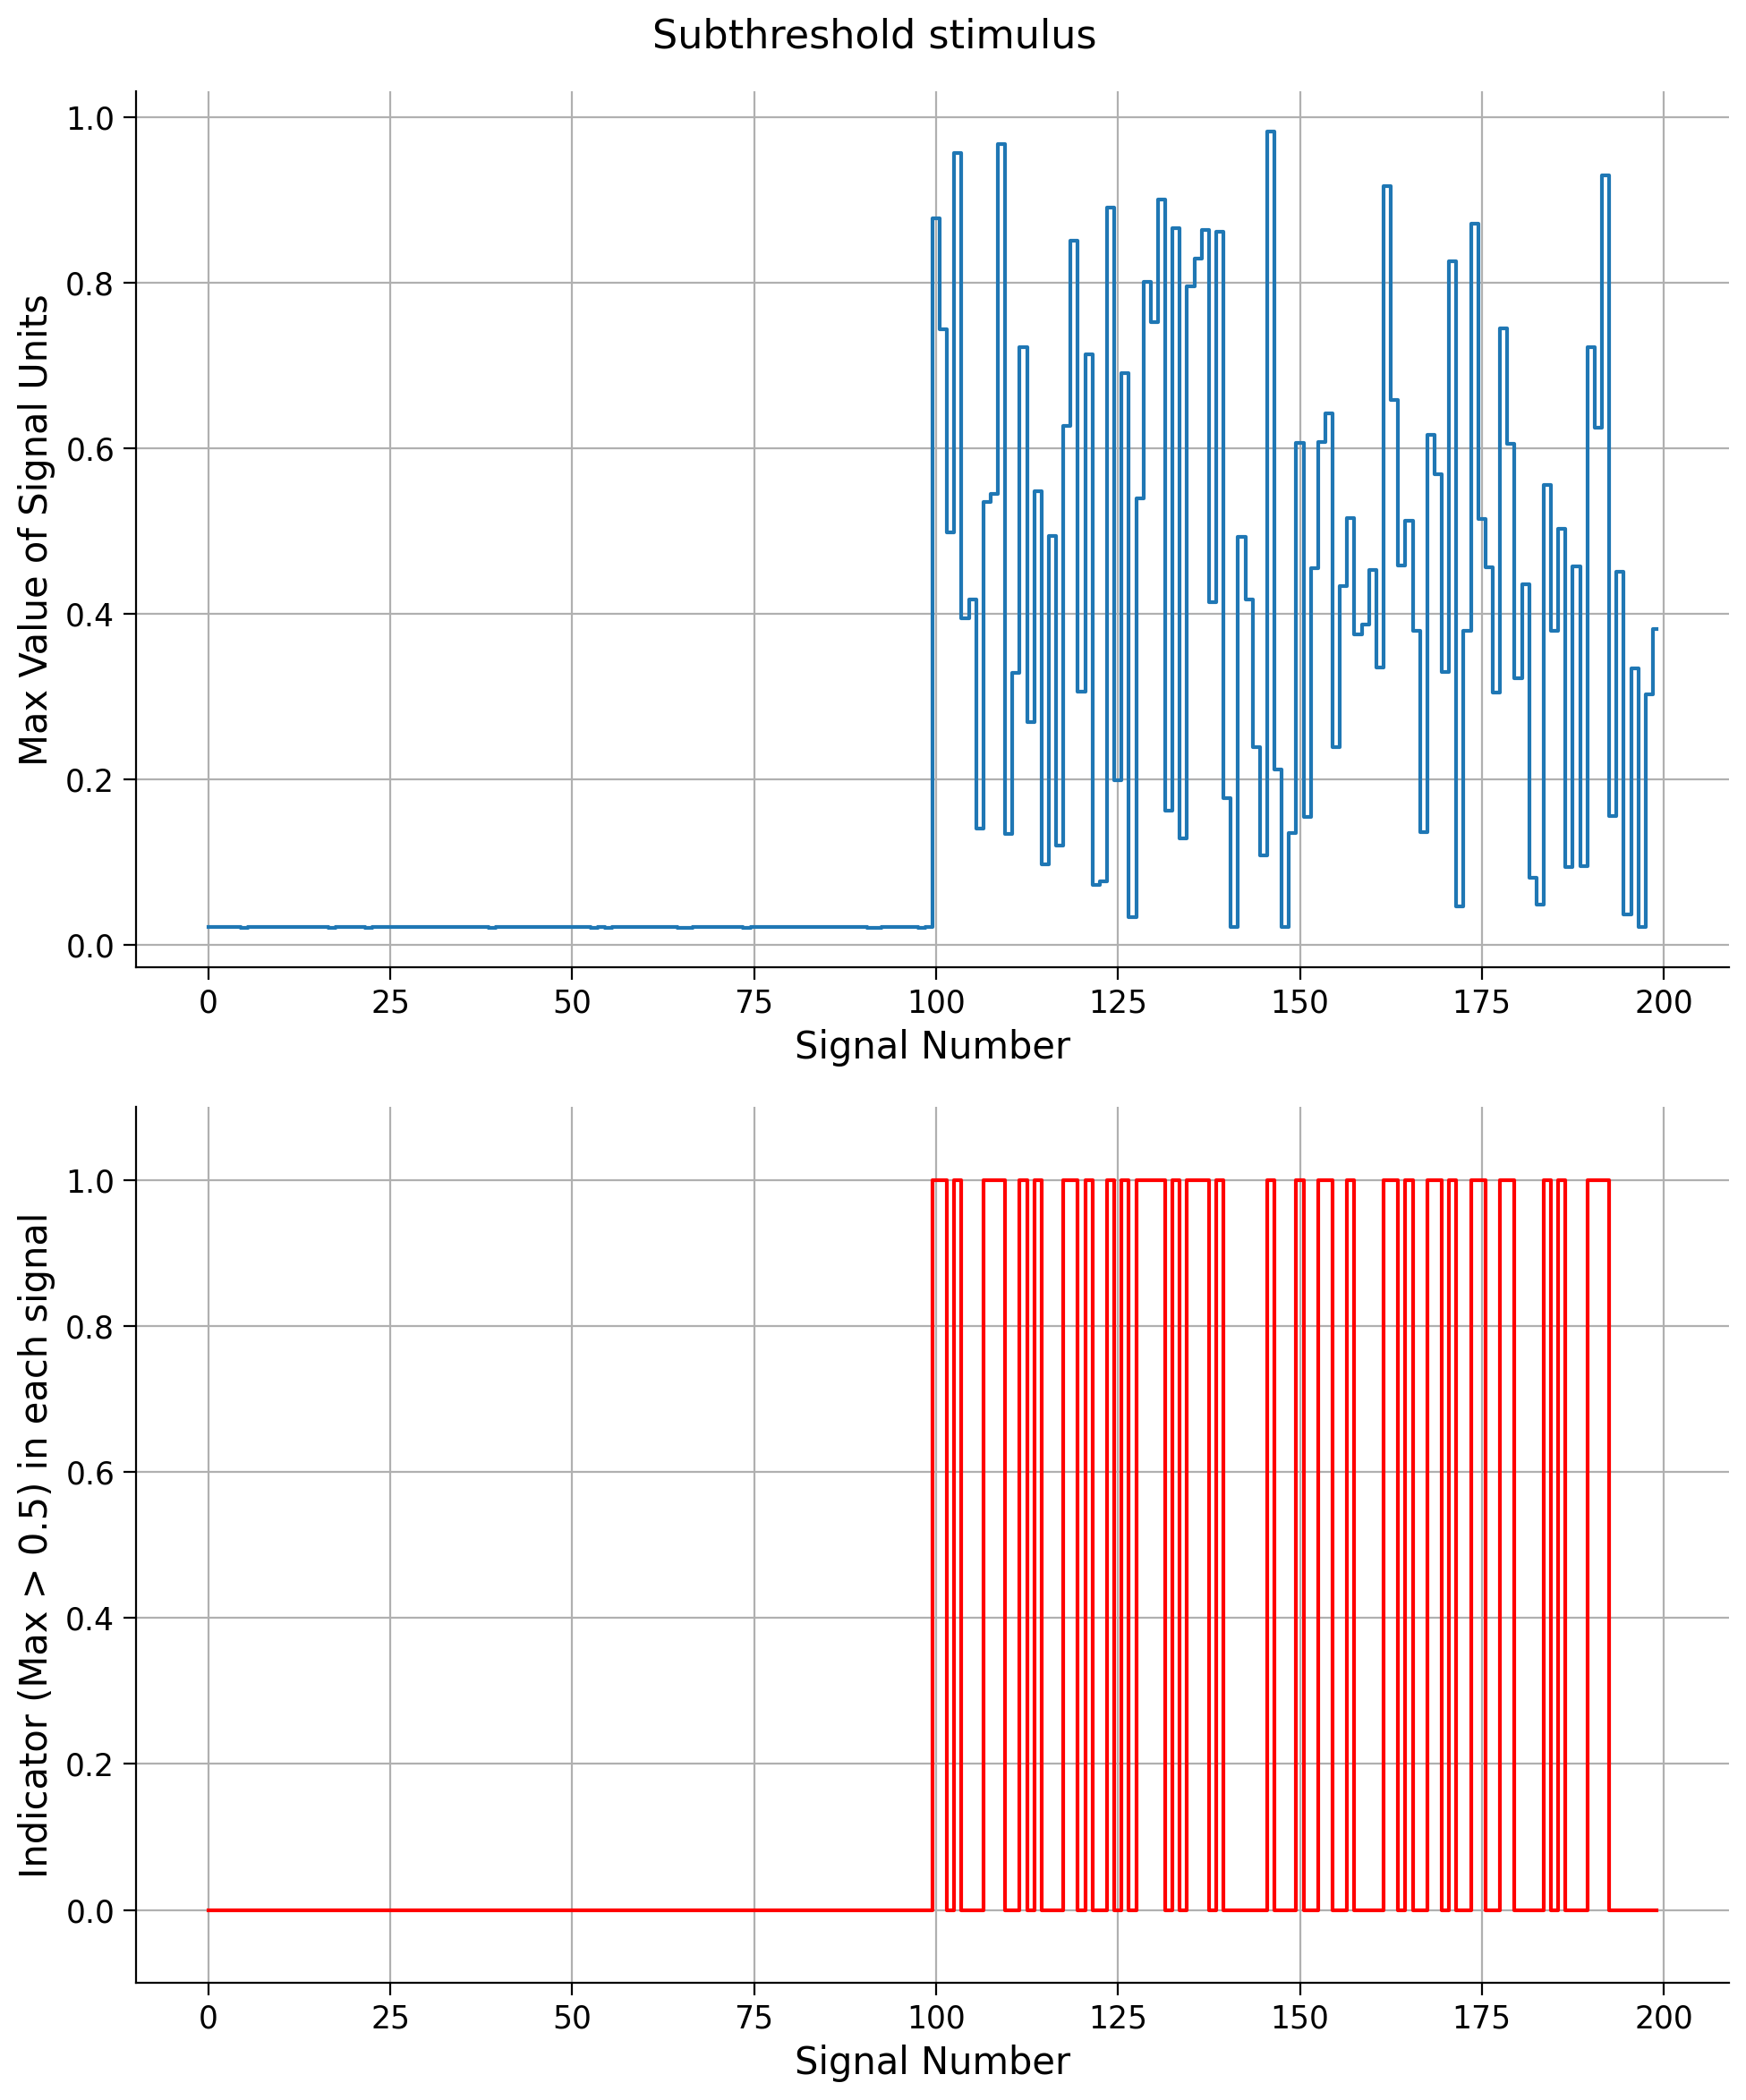 Subthreshold stimulus
Max Value of Signal Units
1.0
0.8
0.6
0.4
0.2
0.0
0 25 50 75 100 125 150 175 200
Signal Number
Indicator (Max > 0.5) in each signal
1.0
0.8
0.6
0.4
0.2
0.0
0 25 50 75 100 125 150 175 200
Signal Number